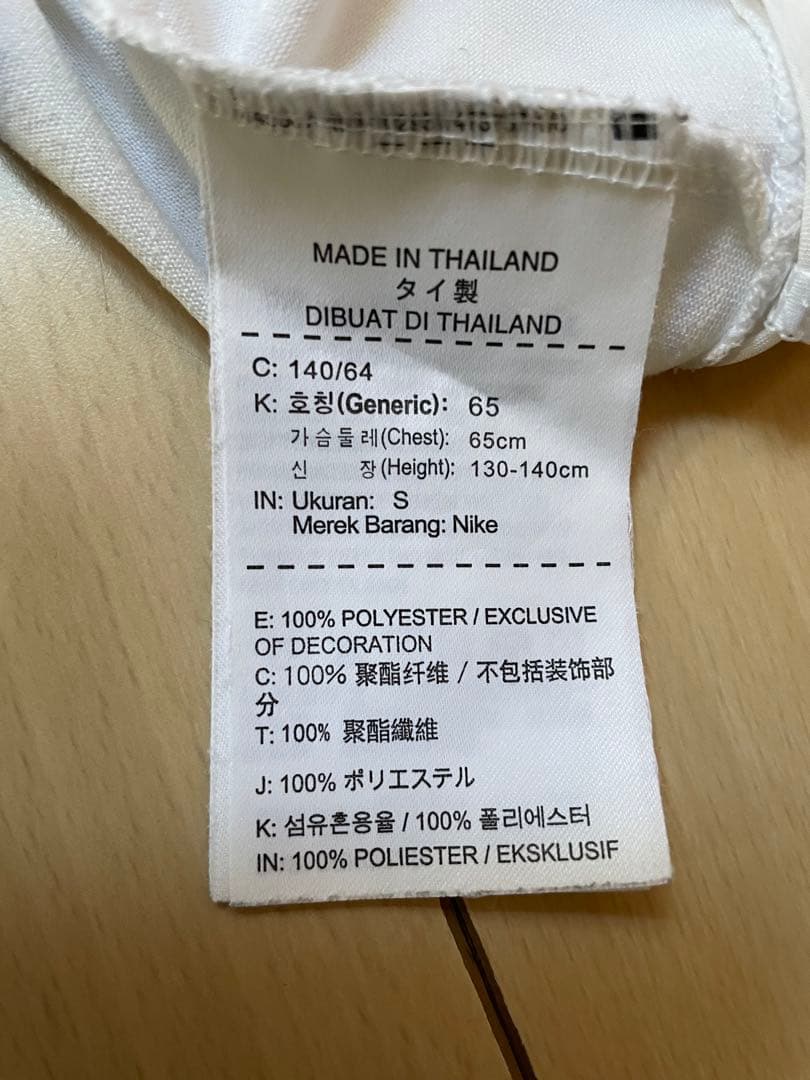 MADE IN THAILAND
タイ製
DIBUAT DI THAILAND
C: 140/64
K: 호칭(Generic): 65
가슴둘레(Chest): 65cm
신 장(Height): 130-140cm
IN: Ukuran: S
Merek Barang: Nike
E: 100% POLYESTER / EXCLUSIVE
OF DECORATION
C: 100% 聚酯纤维 / 不包括装饰部
分
T: 100% 聚酯纖維
J: 100% ポリエステル
K: 섬유혼용율 / 100% 폴리에스터
IN: 100% POLIESTER / EKSKLUSIF